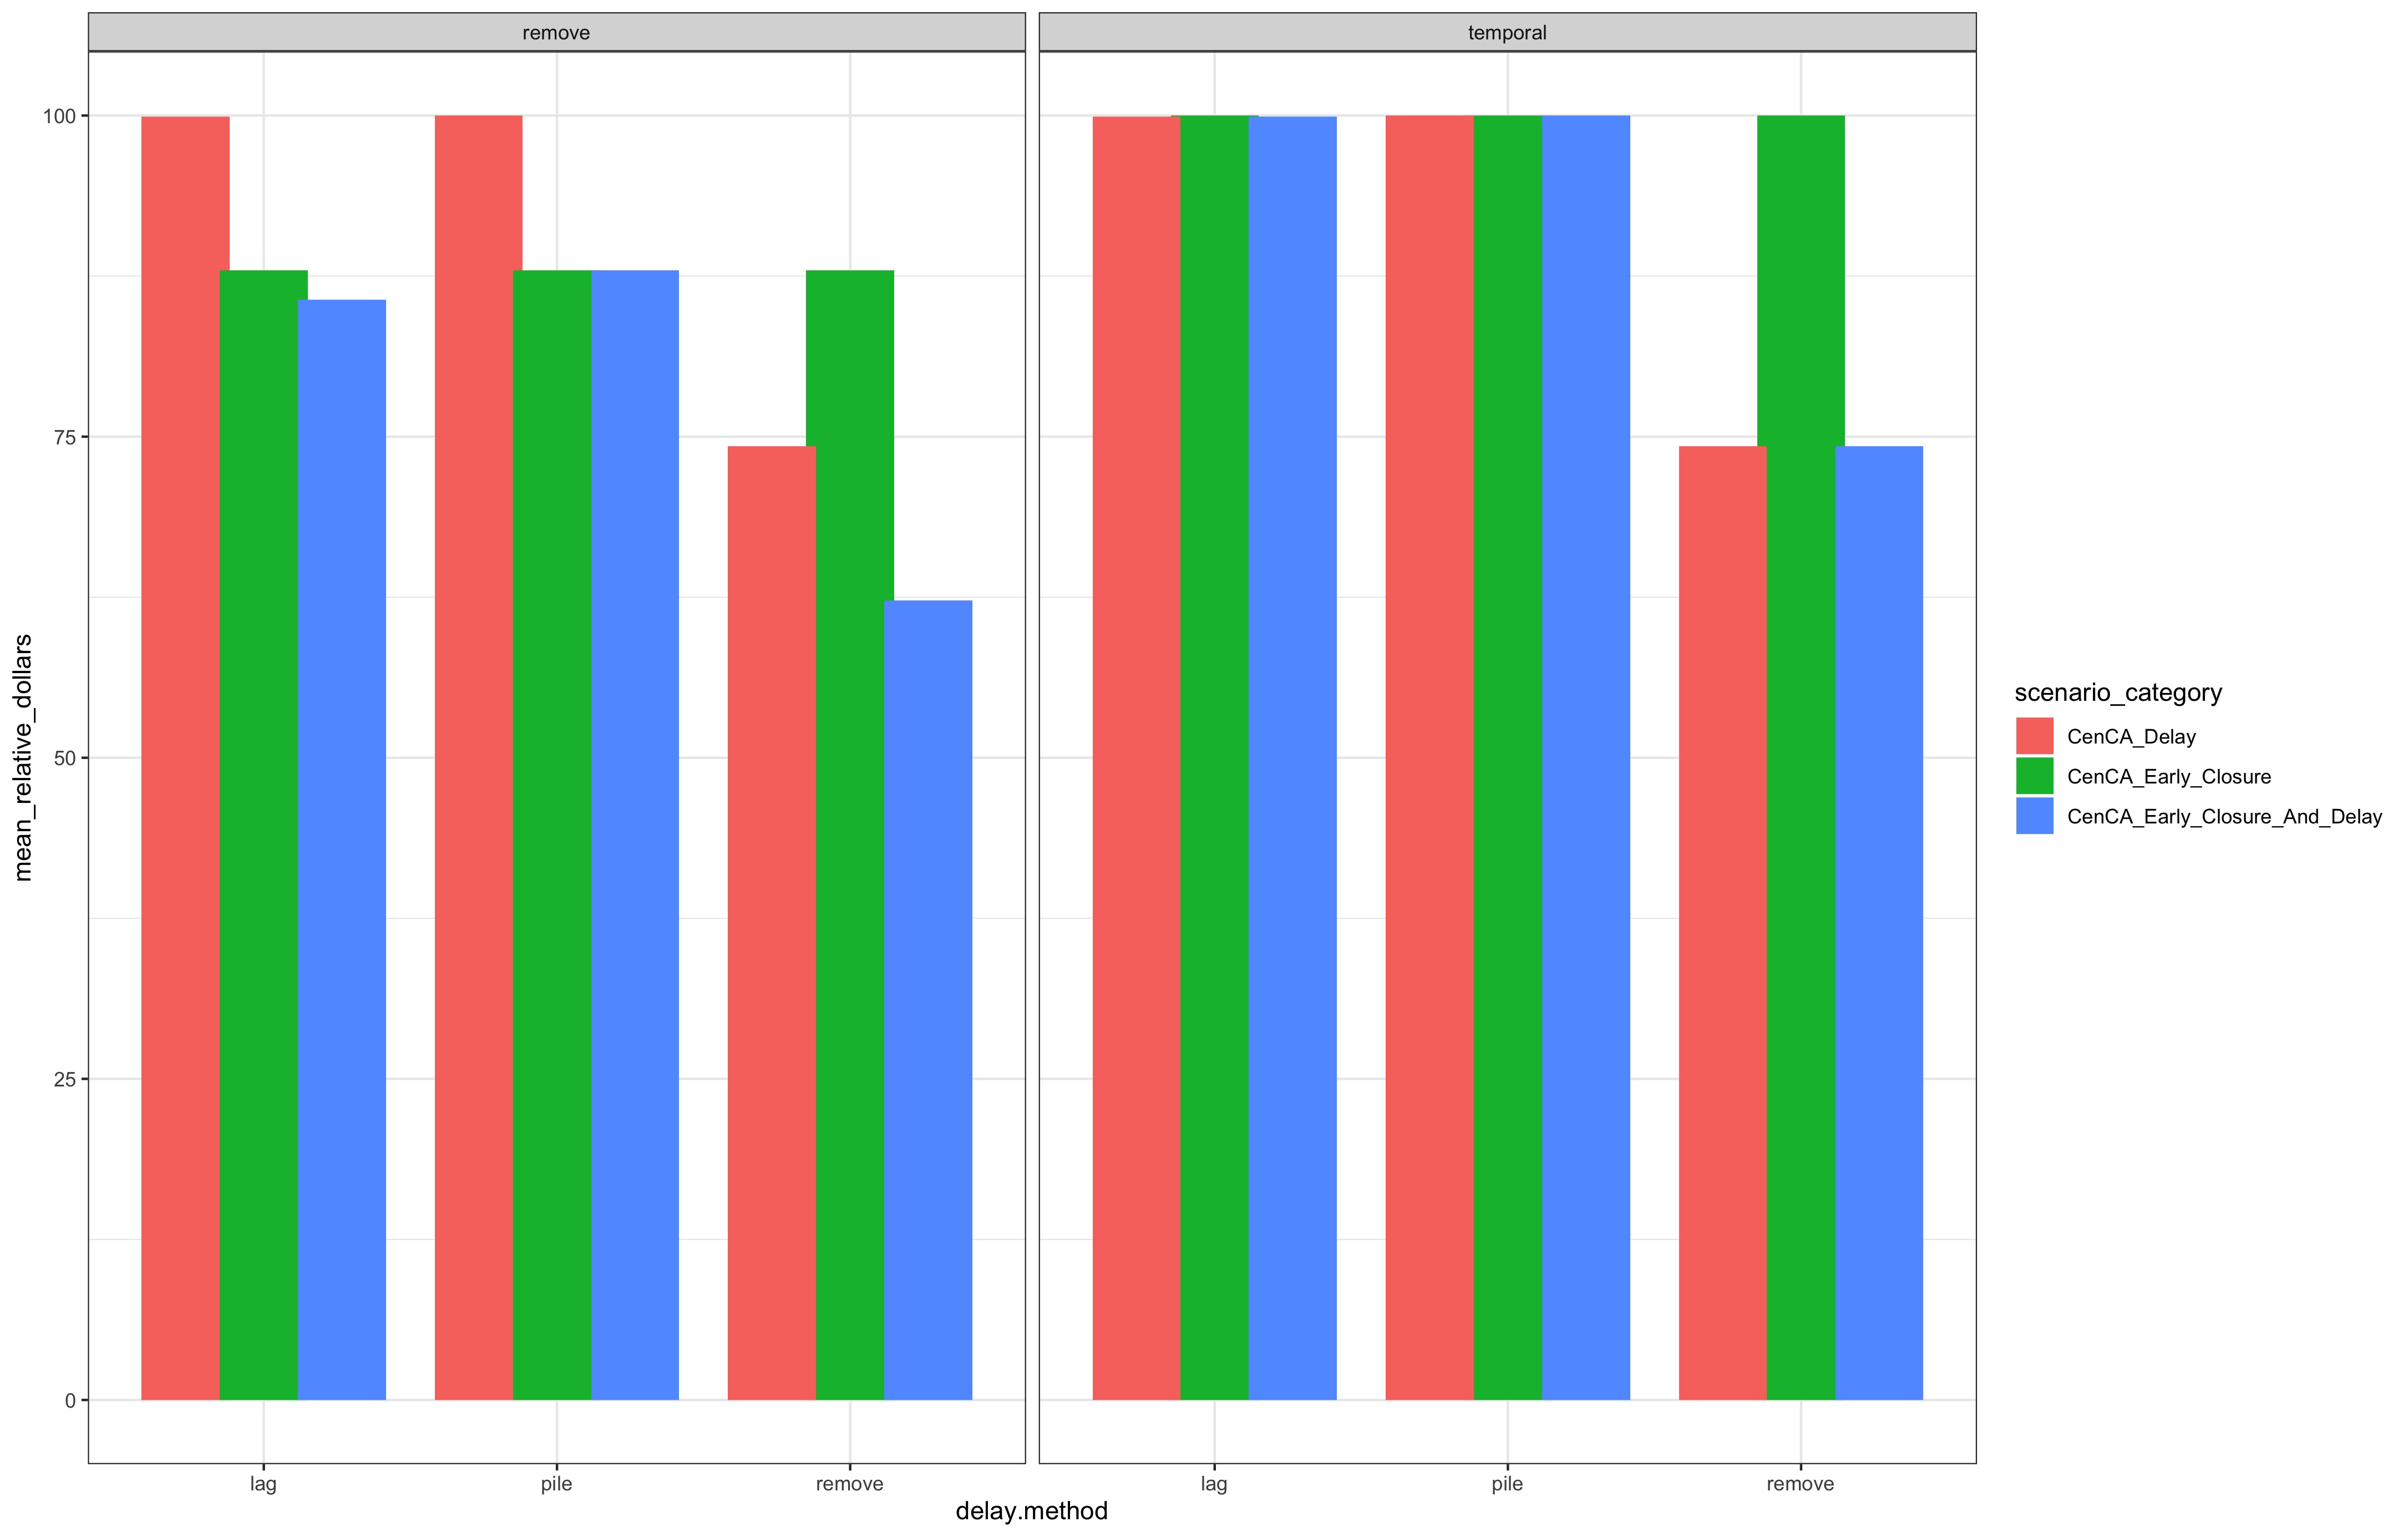 remove
temporal
100
75
50
25
0
mean_relative_dollars
lag
pile
remove
lag
pile
remove
delay.method
scenario_category
CenCA_Delay
CenCA_Early_Closure
CenCA_Early_Closure_And_Delay